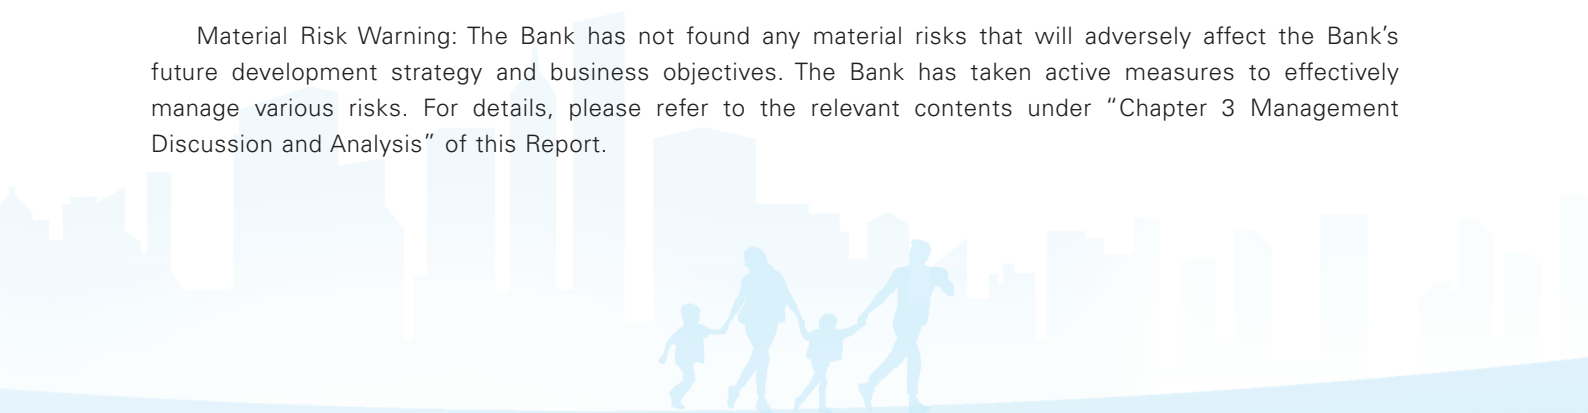 Material Risk Warning: The Bank has not found any material risks that will adversely affect the Bank’s
future development strategy and business objectives. The Bank has taken active measures to effectively
manage various risks. For details, please refer to the relevant contents under “Chapter 3 Management
Discussion and Analysis” of this Report.